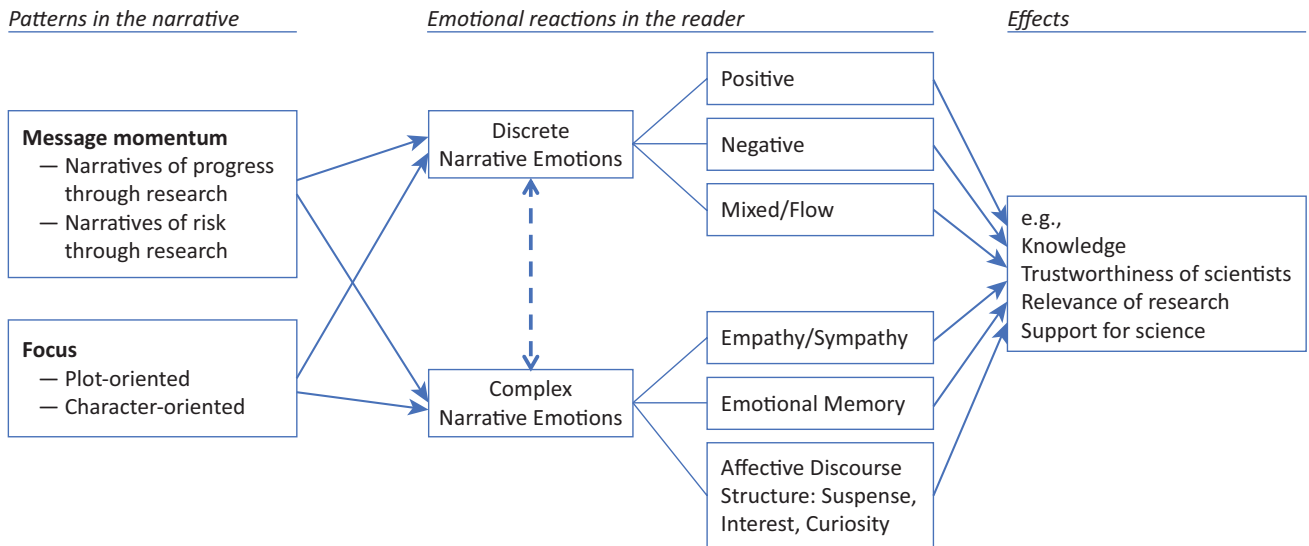 Patterns in the narrative
Emotional reactions in the reader
Effects
Message momentum
— Narratives of progress
through research
— Narratives of risk
through research
Focus
— Plot-oriented
— Character-oriented
Discrete
Narrative Emotions
Complex
Narrative Emotions
Positive
Negative
Mixed/Flow
Empathy/Sympathy
Emotional Memory
Affective Discourse
Structure: Suspense,
Interest, Curiosity
e.g.,
Knowledge
Trustworthiness of scientists
Relevance of research
Support for science